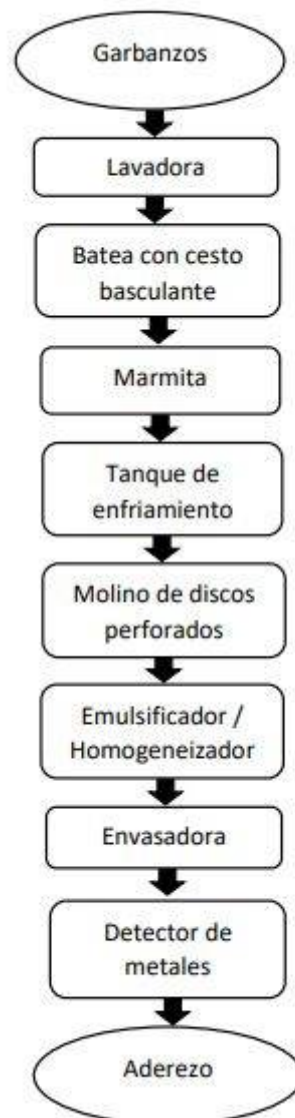 Garbanzos
Lavadora
Batea con cesto
basculante
Marmita
Tanque de
enfriamiento
Molino de discos
perforados
Emulsificador /
Homogeneizador
Envasadora
Detector de
metales
Aderezo